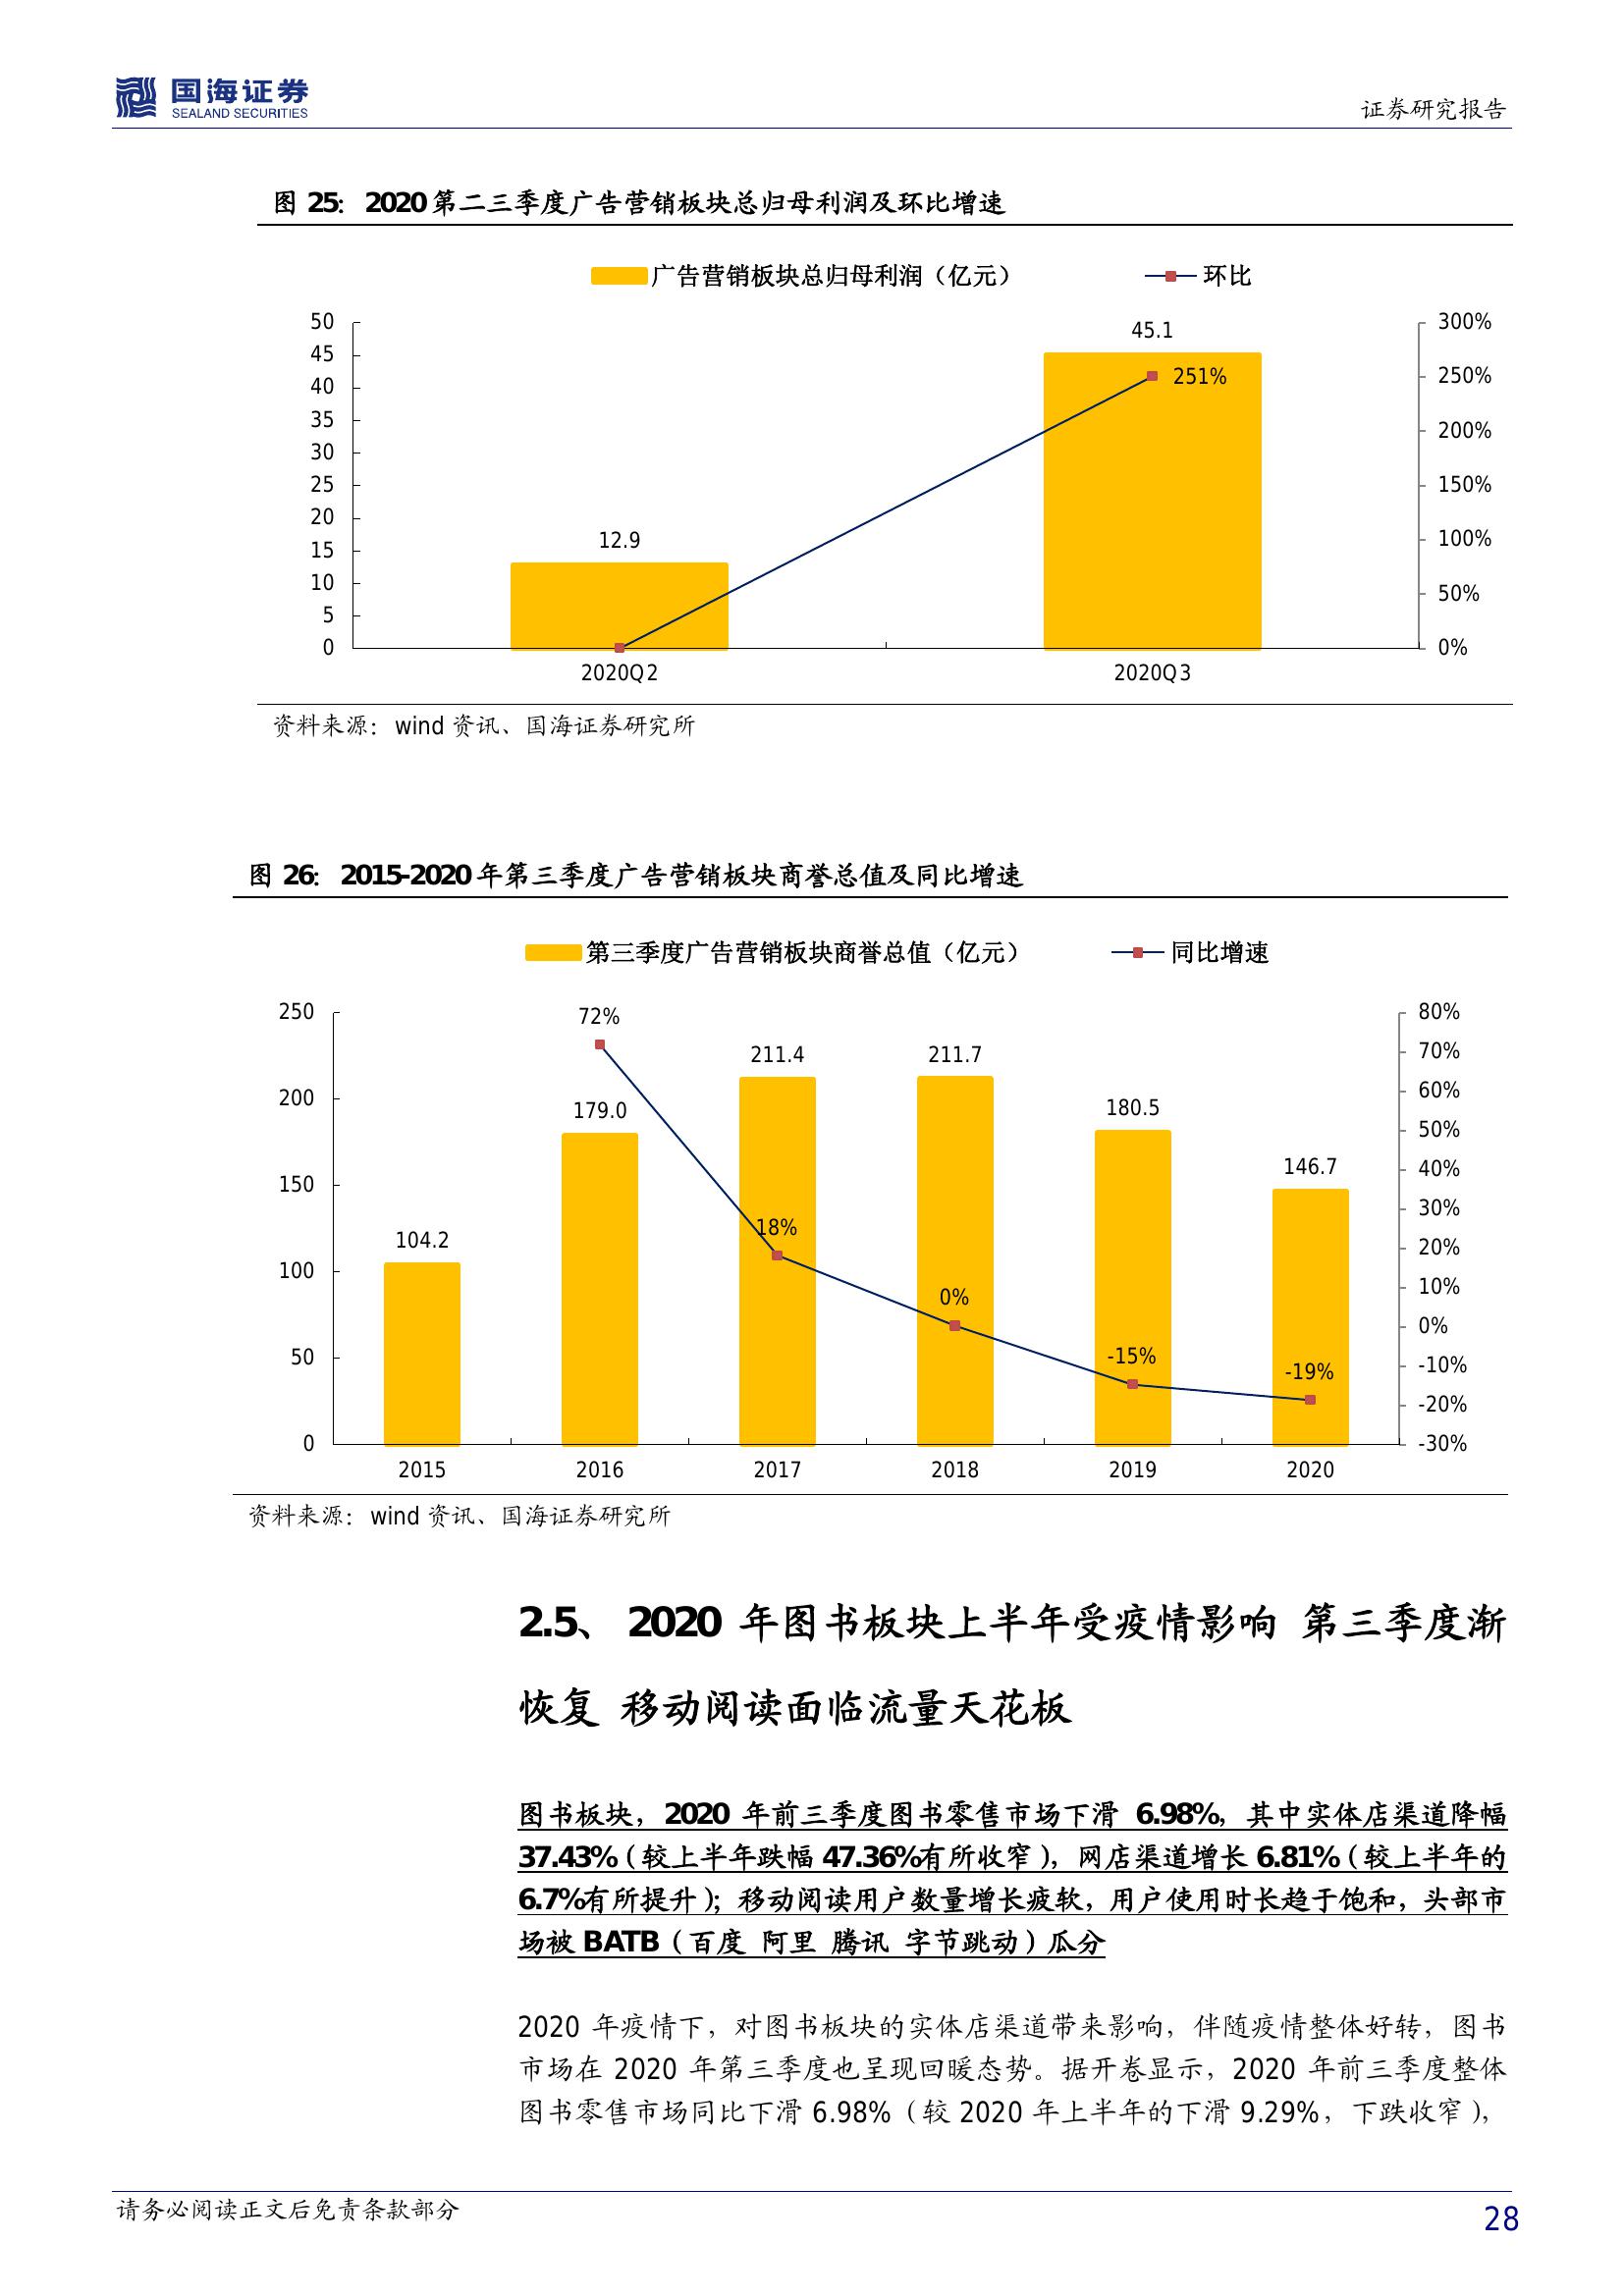 国海证券
SEALAND SECURITIES
证券研究报告
图 25： 2020 第二三季度广告营销板块总归母利润及环比增速
广告营销板块总归母利润（亿元） 环比
50
45
40
35
30
25
20
15
10
5
0
300%
250%
200%
150%
100%
50%
0%
12.9
45.1
251%
2020Q2 2020Q3
资料来源：wind 资讯、国海证券研究所
图 26： 2015-2020 年第三季度广告营销板块商誉总值及同比增速
第三季度广告营销板块商誉总值（亿元） 同比增速
250
200
150
100
50
0
80%
70%
60%
50%
40%
30%
20%
10%
0%
-10%
-20%
-30%
104.2
179.0
211.4
211.7
180.5
146.7
72%
18%
0%
-15%
-19%
2015 2016 2017 2018 2019 2020
资料来源：wind 资讯、国海证券研究所
2.5、 2020 年图书板块上半年受疫情影响 第三季度渐
恢复 移动阅读面临流量天花板
图书板块，2020 年前三季度图书零售市场下滑 6.98%，其中实体店渠道降幅
37.43%（较上半年跌幅 47.36%有所收窄），网店渠道增长 6.81%（较上半年的
6.7%有所提升）；移动阅读用户数量增长疲软，用户使用时长趋于饱和，头部市
场被 BATB（百度 阿里 腾讯 字节跳动）瓜分
2020 年疫情下，对图书板块的实体店渠道带来影响，伴随疫情整体好转，图书
市场在 2020 年第三季度也呈现回暖态势。据开卷显示，2020 年前三季度整体
图书零售市场同比下滑 6.98%（较 2020 年上半年的下滑 9.29%，下跌收窄），
请务必阅读正文后免责条款部分
28